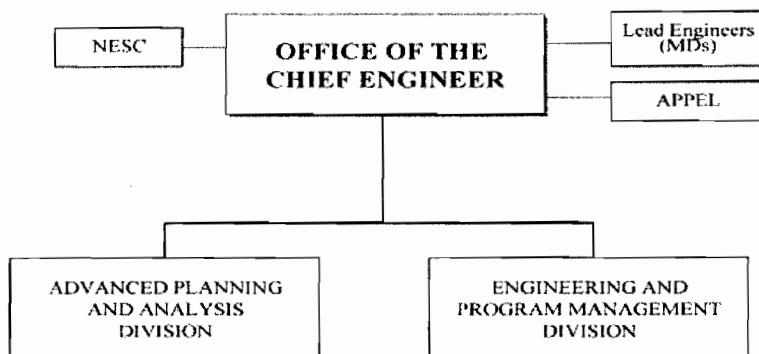 NESC
OFFICE OF THE
CHIEF ENGINEER
Lead Engineers
(MDs)
APPEL
ADVANCED PLANNING
AND ANALYSIS
DIVISION
ENGINEERING AND
PROGRAM MANAGEMENT
DIVISION